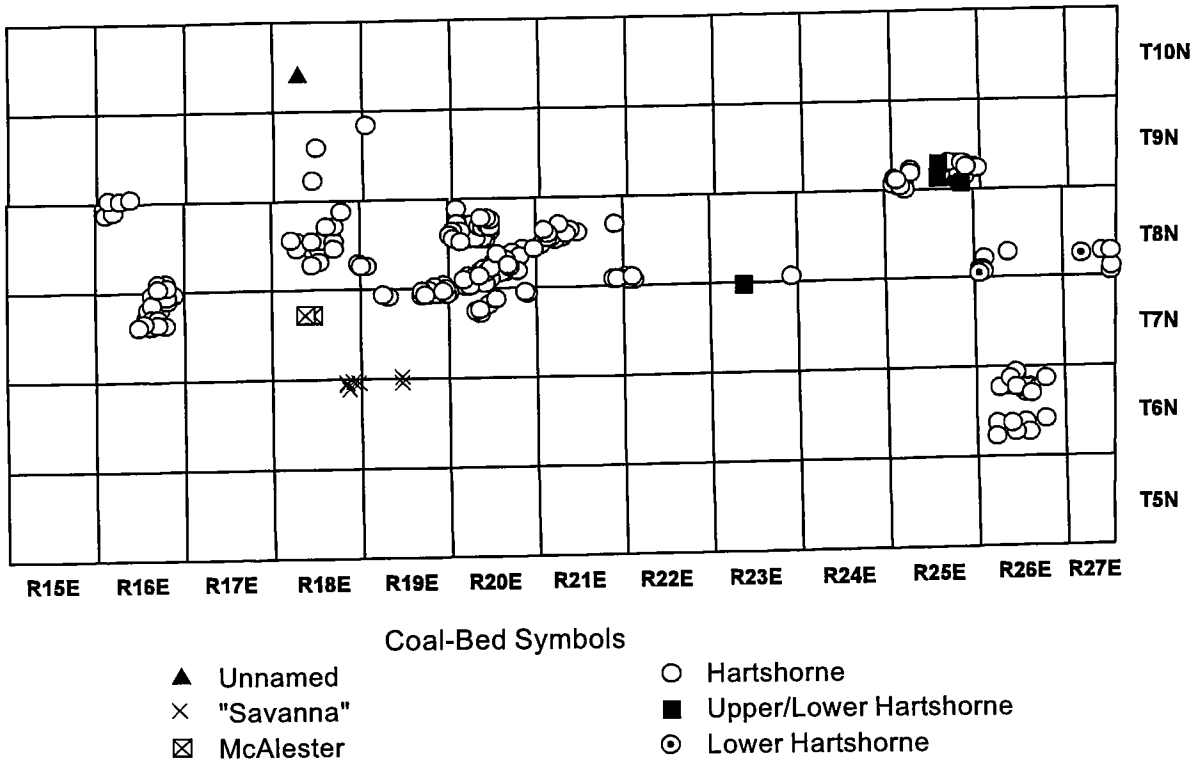 T10N
T9N
T8N
T7N
T6N
T5N
R15E R16E R17E R18E R19E R20E R21E R22E R23E R24E R25E R26E R27E
Coal-Bed Symbols
Unnamed
"Savanna"
McAlester
Hartshorne
Upper/Lower Hartshorne
Lower Hartshorne